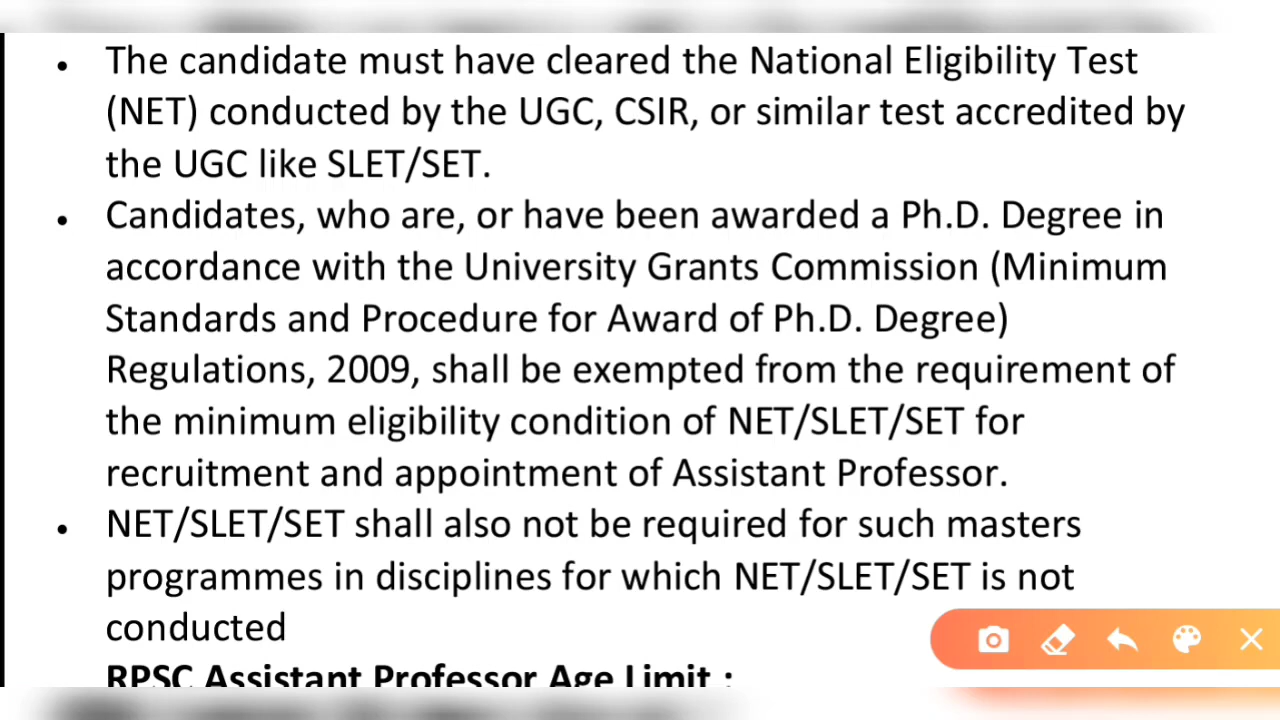 • The candidate must have cleared the National Eligibility Test
(NET) conducted by the UGC, CSIR, or similar test accredited by
the UGC like SLET/SET.
• Candidates, who are, or have been awarded a Ph.D. Degree in
accordance with the University Grants Commission (Minimum
Standards and Procedure for Award of Ph.D. Degree)
Regulations, 2009, shall be exempted from the requirement of
the minimum eligibility condition of NET/SLET/SET for
recruitment and appointment of Assistant Professor.
• NET/SLET/SET shall also not be required for such masters
programmes in disciplines for which NET/SLET/SET is not
conducted
RPSC Assistant Professor Age Limit :